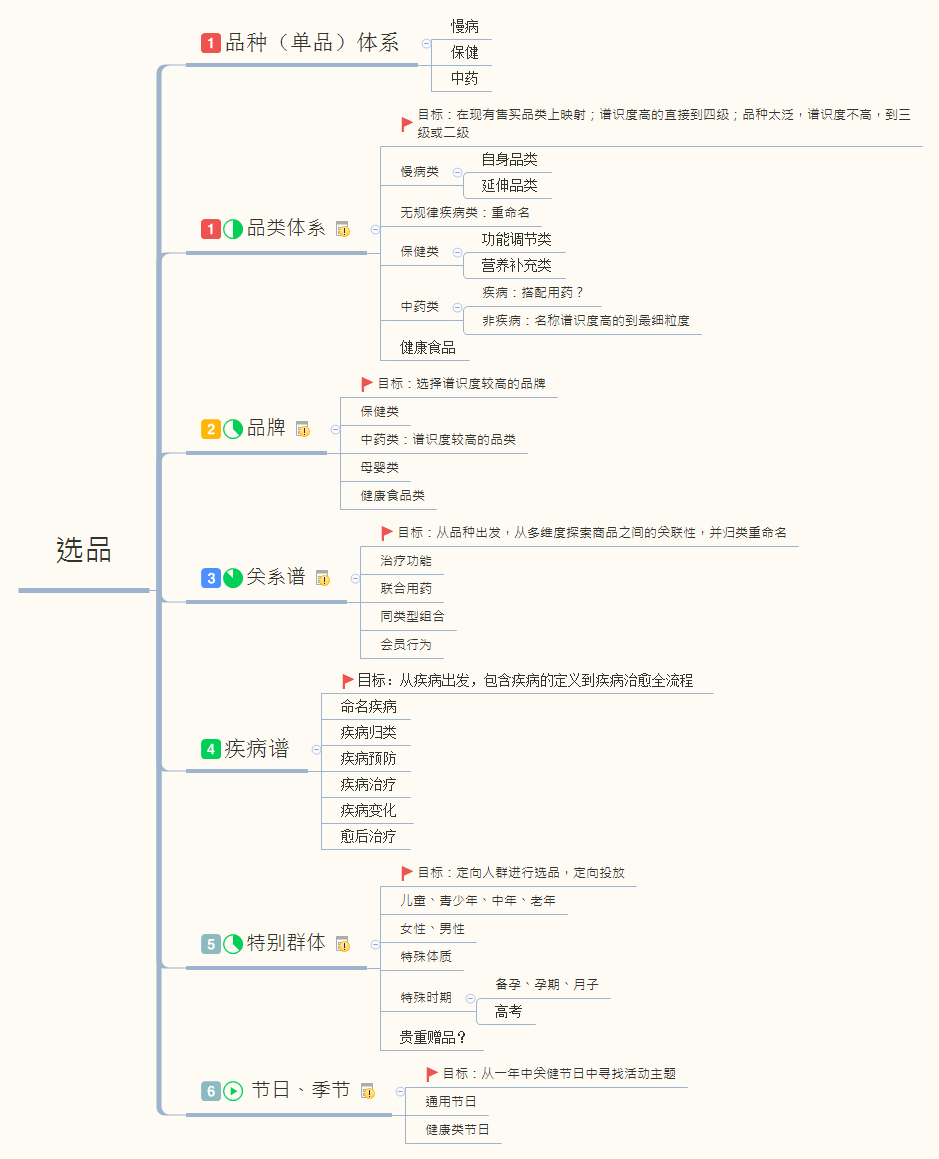 选品
1 品种（单品）体系
慢病
保健
中药
1 品类体系
目标：在现有售买品类上映射；谱识度高的直接到四级；品种太泛，谱识度不高，到三
级或二级
慢病类
自身品类
延伸品类
无规律疾病类：重命名
保健类
功能调节类
营养补充类
中药类
疾病：搭配用药？
非疾病：名称谱识度高的到最细粒度
健康食品
2 品牌
目标：选择谱识度较高的品牌
保健类
中药类：谱识度较高的品类
母婴类
健康食品类
3 关系谱
目标：从品种出发，从多维度探索商品之间的关联性，并归类重命名
治疗功能
联合用药
同类型组合
会员行为
4 疾病谱
目标：从疾病出发，包含疾病的定义到疾病治愈全流程
命名疾病
疾病归类
疾病预防
疾病治疗
疾病变化
愈后治疗
5 特别群体
目标：定向人群进行选品，定向投放
儿童、青少年、中年、老年
女性、男性
特殊体质
特殊时期
备孕、孕期、月子
高考
贵重赠品？
6 节日、季节
目标：从一年中关健节日中寻找活动主题
通用节日
健康类节日